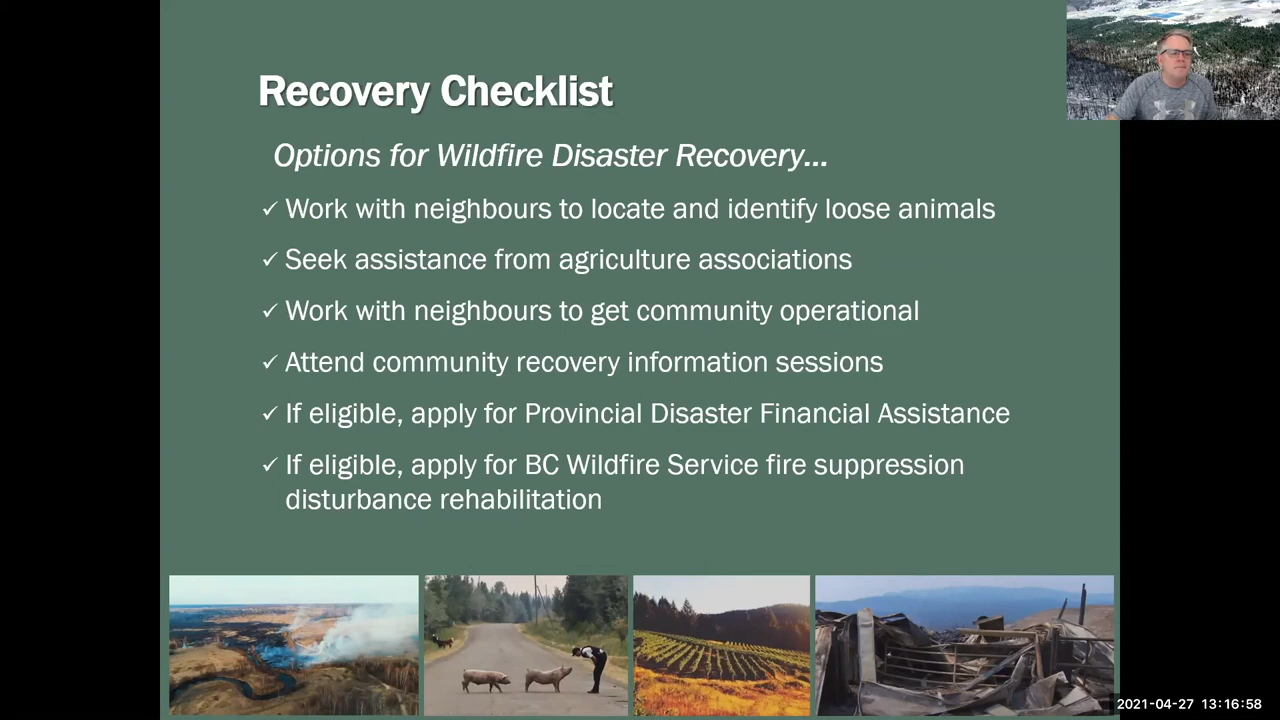 Recovery Checklist
Options for Wildfire Disaster Recovery...
✓ Work with neighbours to locate and identify loose animals
✓ Seek assistance from agriculture associations
✓ Work with neighbours to get community operational
✓ Attend community recovery information sessions
✓ If eligible, apply for Provincial Disaster Financial Assistance
✓ If eligible, apply for BC Wildfire Service fire suppression
disturbance rehabilitation
2021-04-27 13:16:58